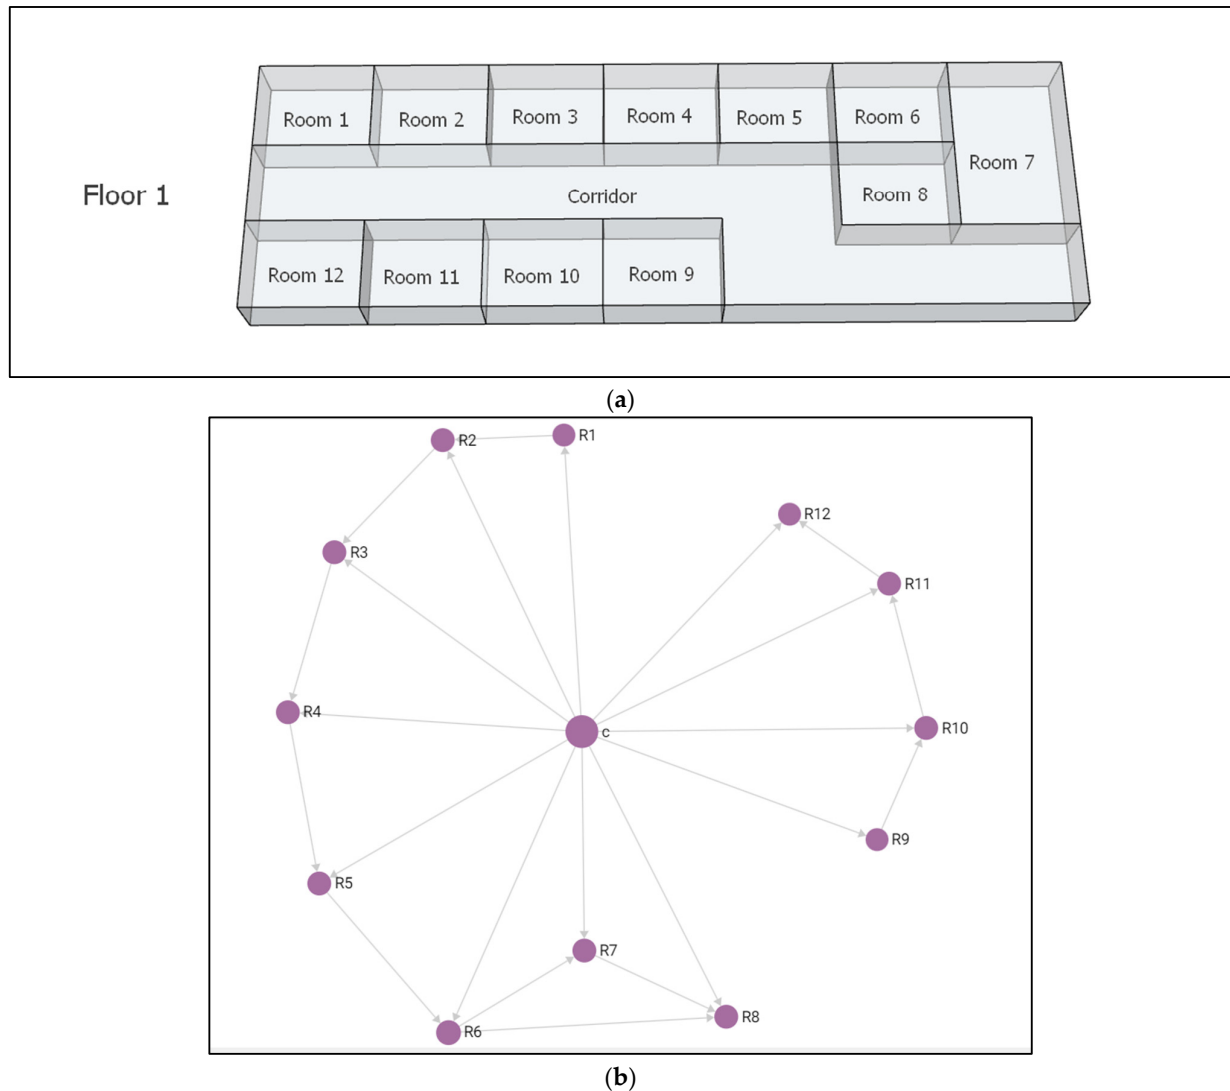 Room 1 Room 2 Room 3 Room 4 Room 5 Room 6
Room 7
Floor 1
Corridor
Room 8
Room 12 Room 11 Room 10 Room 9
(a)
R2 R1
R12
R3
R11
R4
c
R10
R9
R5
R7
R8
R6
(b)